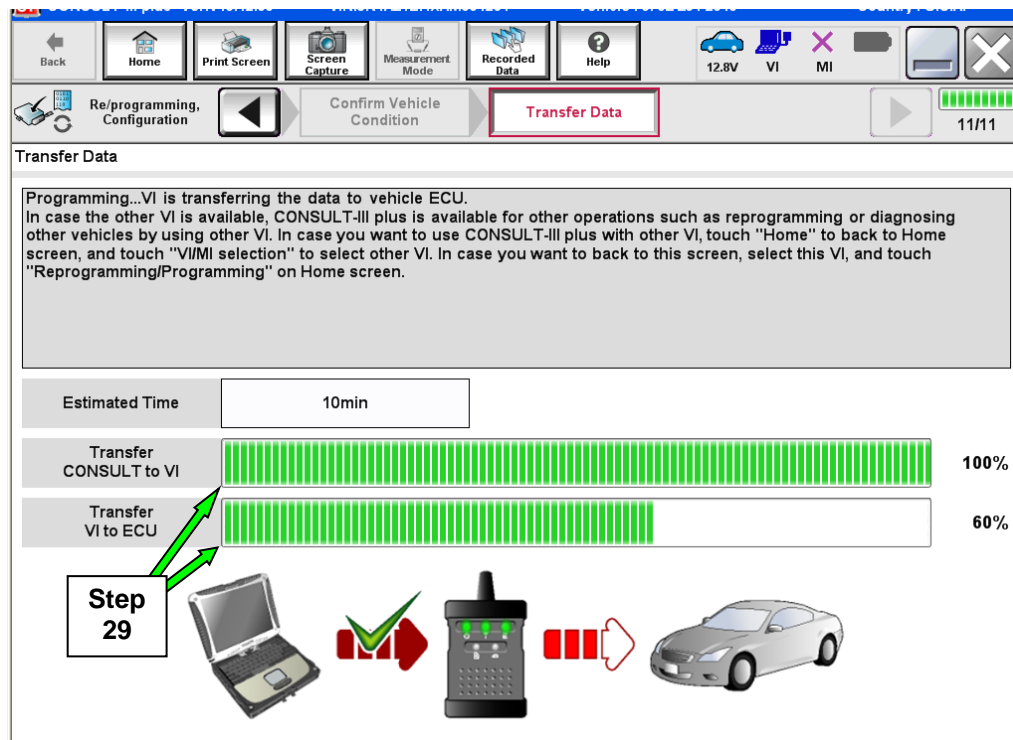 Back
Home
Print Screen
Screen
Capture
Measurement
Mode
Recorded
Data
Help
12.8V
VI
MI
Re/programming,
Configuration
Confirm Vehicle
Condition
Transfer Data
11/11
Transfer Data
Programming...VI is transferring the data to vehicle ECU.
In case the other VI is available, CONSULT-III plus is available for other operations such as reprogramming or diagnosing
other vehicles by using other VI. In case you want to use CONSULT-III plus with other VI, touch "Home" to back to Home
screen, and touch "VI/MI selection" to select other VI. In case you want to back to this screen, select this VI, and touch
"Reprogramming/Programming" on Home screen.
Estimated Time
10min
Transfer
CONSULT to VI
100%
Transfer
VI to ECU
60%
Step
29